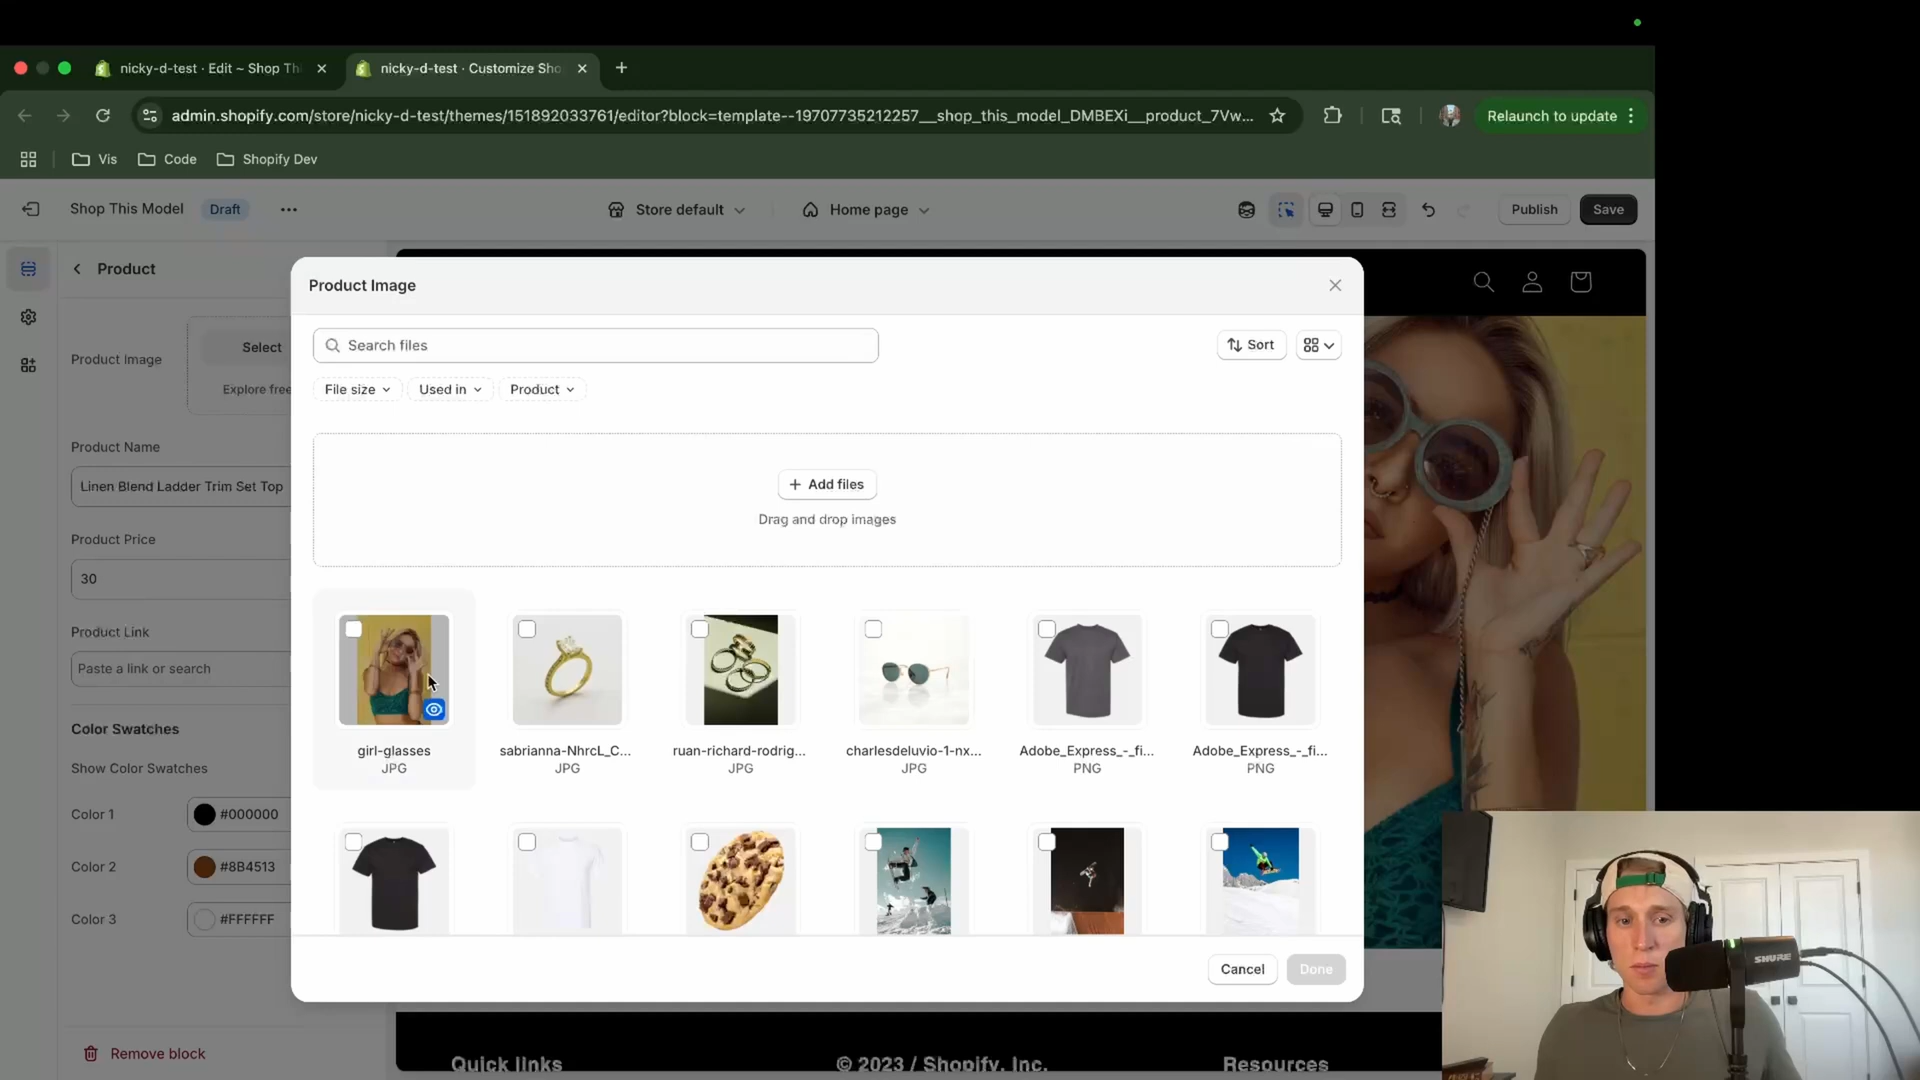 nicky-d-test · Edit ~ Shop Thi
nicky-d-test · Customize Sho
admin.shopify.com/store/nicky-d-test/themes/151892033761/editor?block=template--19707735212257__shop_this_model_DMBEXi__product_7Vw...
Relaunch to update
Vis
Code
Shopify Dev
Shop This Model
Draft
Store default
Home page
Publish
Save
Product
Product Image
Select
Explore free
Product Name
Linen Blend Ladder Trim Set Top
Product Price
30
Product Link
Paste a link or search
Color Swatches
Show Color Swatches
Color 1
#000000
Color 2
#8B4513
Color 3
#FFFFFF
Remove block
Product Image
Search files
Sort
File size
Used in
Product
Add files
Drag and drop images
girl-glasses
JPG
sabrianna-NhrcL_C...
JPG
ruan-richard-rodrig...
JPG
charlesdeluvio-1-nx...
JPG
Adobe_Express_-_fi...
PNG
Adobe_Express_-_fi...
PNG
Cancel
Done
Quick links
© 2023 / Shopify, Inc.
Resources
SHURE